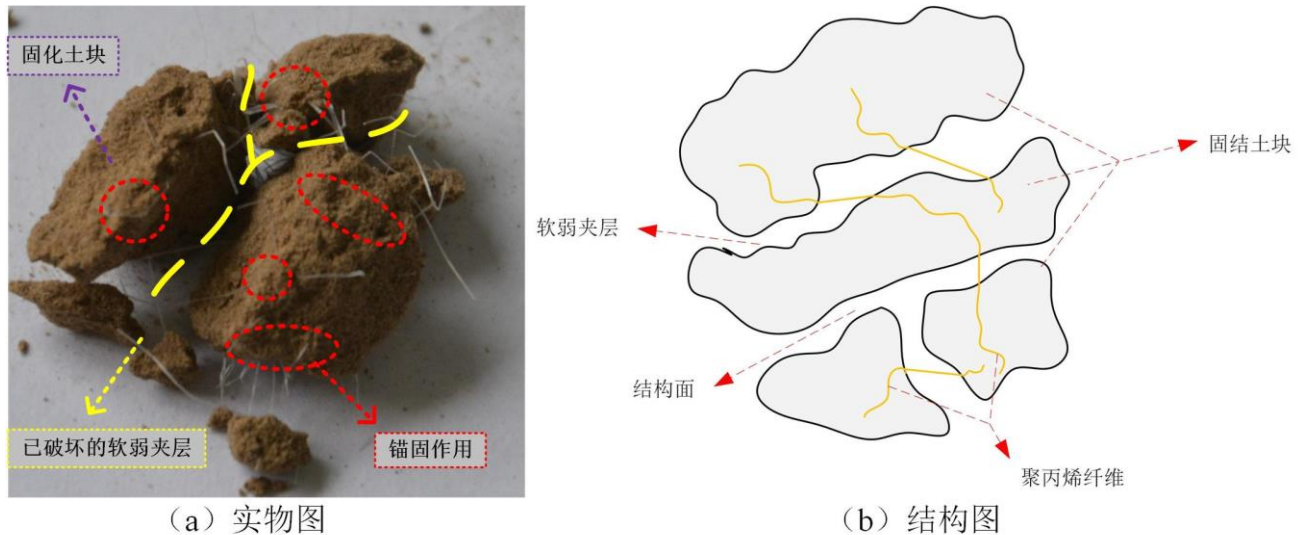 固化土块
已破坏的软弱夹层
锚固作用
(a)实物图
固结土块
软弱夹层
结构面
聚丙烯纤维
(b)结构图